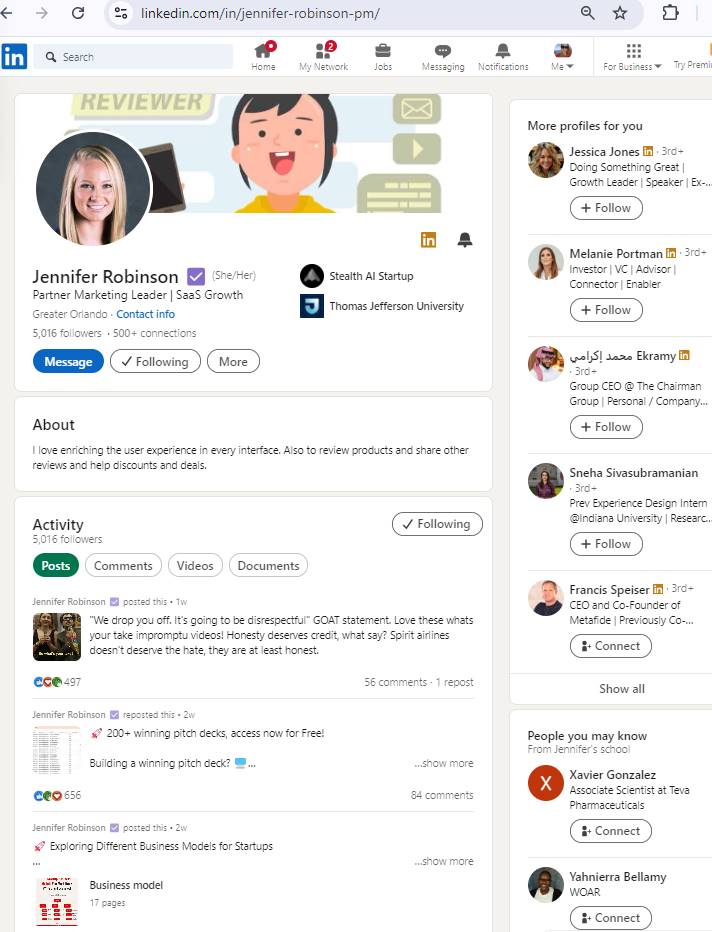 linkedin.com/in/jennifer-robinson-pm/
in
Search
Home
2
My Network
Jobs
Messaging
Notifications
Me
For Business
Try Premi
REVIEWER
in
Jennifer Robinson (She/Her)
Partner Marketing Leader | SaaS Growth
Greater Orlando · Contact info
5,016 followers · 500+ connections
Message
Following
More
Stealth AI Startup
Thomas Jefferson University
About
I love enriching the user experience in every interface. Also to review products and share other
reviews and help discounts and deals.
Activity
5,016 followers
Following
Posts
Comments
Videos
Documents
Jennifer Robinson posted this • 1w
"We drop you off. It's going to be disrespectful" GOAT statement. Love these whats
your take impromptu videos! Honesty deserves credit, what say? Spirit airlines
doesn't deserve the hate, they are at least honest.
497
56 comments · 1 repost
Jennifer Robinson reposted this • 2w
🚀 200+ winning pitch decks, access now for Free!
Building a winning pitch deck? 💻...
...show more
656
84 comments
Jennifer Robinson posted this • 2w
🚀 Exploring Different Business Models for Startups
...
...show more
Business model
17 pages
More profiles for you
Jessica Jones in · 3rd+
Doing Something Great |
Growth Leader | Speaker | Ex-...
+ Follow
Melanie Portman in · 3rd+
Investor | VC | Advisor |
Connector | Enabler
+ Follow
محمد إكرامي Ekramy in
· 3rd+
Group CEO @ The Chairman
Group | Personal / Company...
+ Follow
Sneha Sivasubramanian
· 3rd+
Prev Experience Design Intern
@Indiana University | Researc...
+ Follow
Francis Speiser in · 3rd+
CEO and Co-Founder of
Metafide | Previously Co-...
Connect
Show all
People you may know
From Jennifer's school
X
Xavier Gonzalez
Associate Scientist at Teva
Pharmaceuticals
Connect
Yahnierra Bellamy
WOAR
Connect